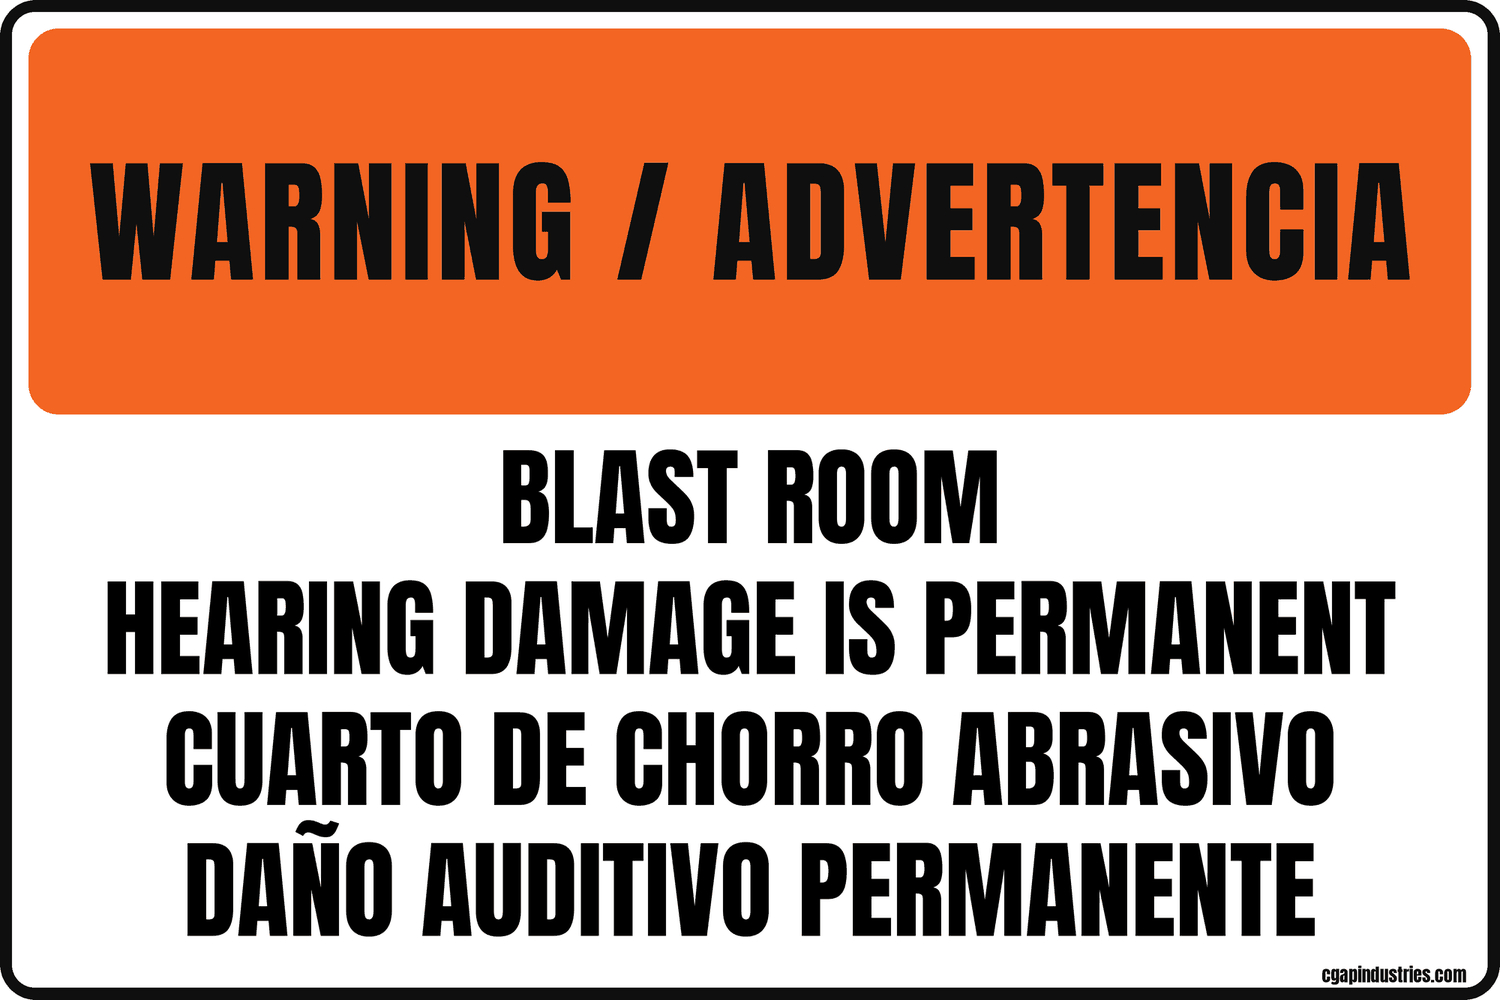 WARNING / ADVERTENCIA
BLAST ROOM
HEARING DAMAGE IS PERMANENT
CUARTO DE CHORRO ABRASIVO
DAÑO AUDITIVO PERMANENTE
cgapindustries.com